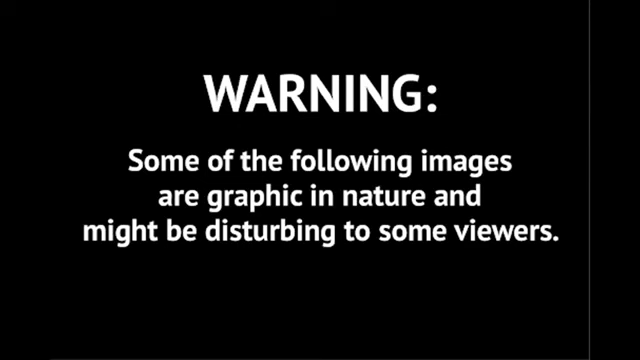 WARNING:
Some of the following images
are graphic in nature and
might be disturbing to some viewers.